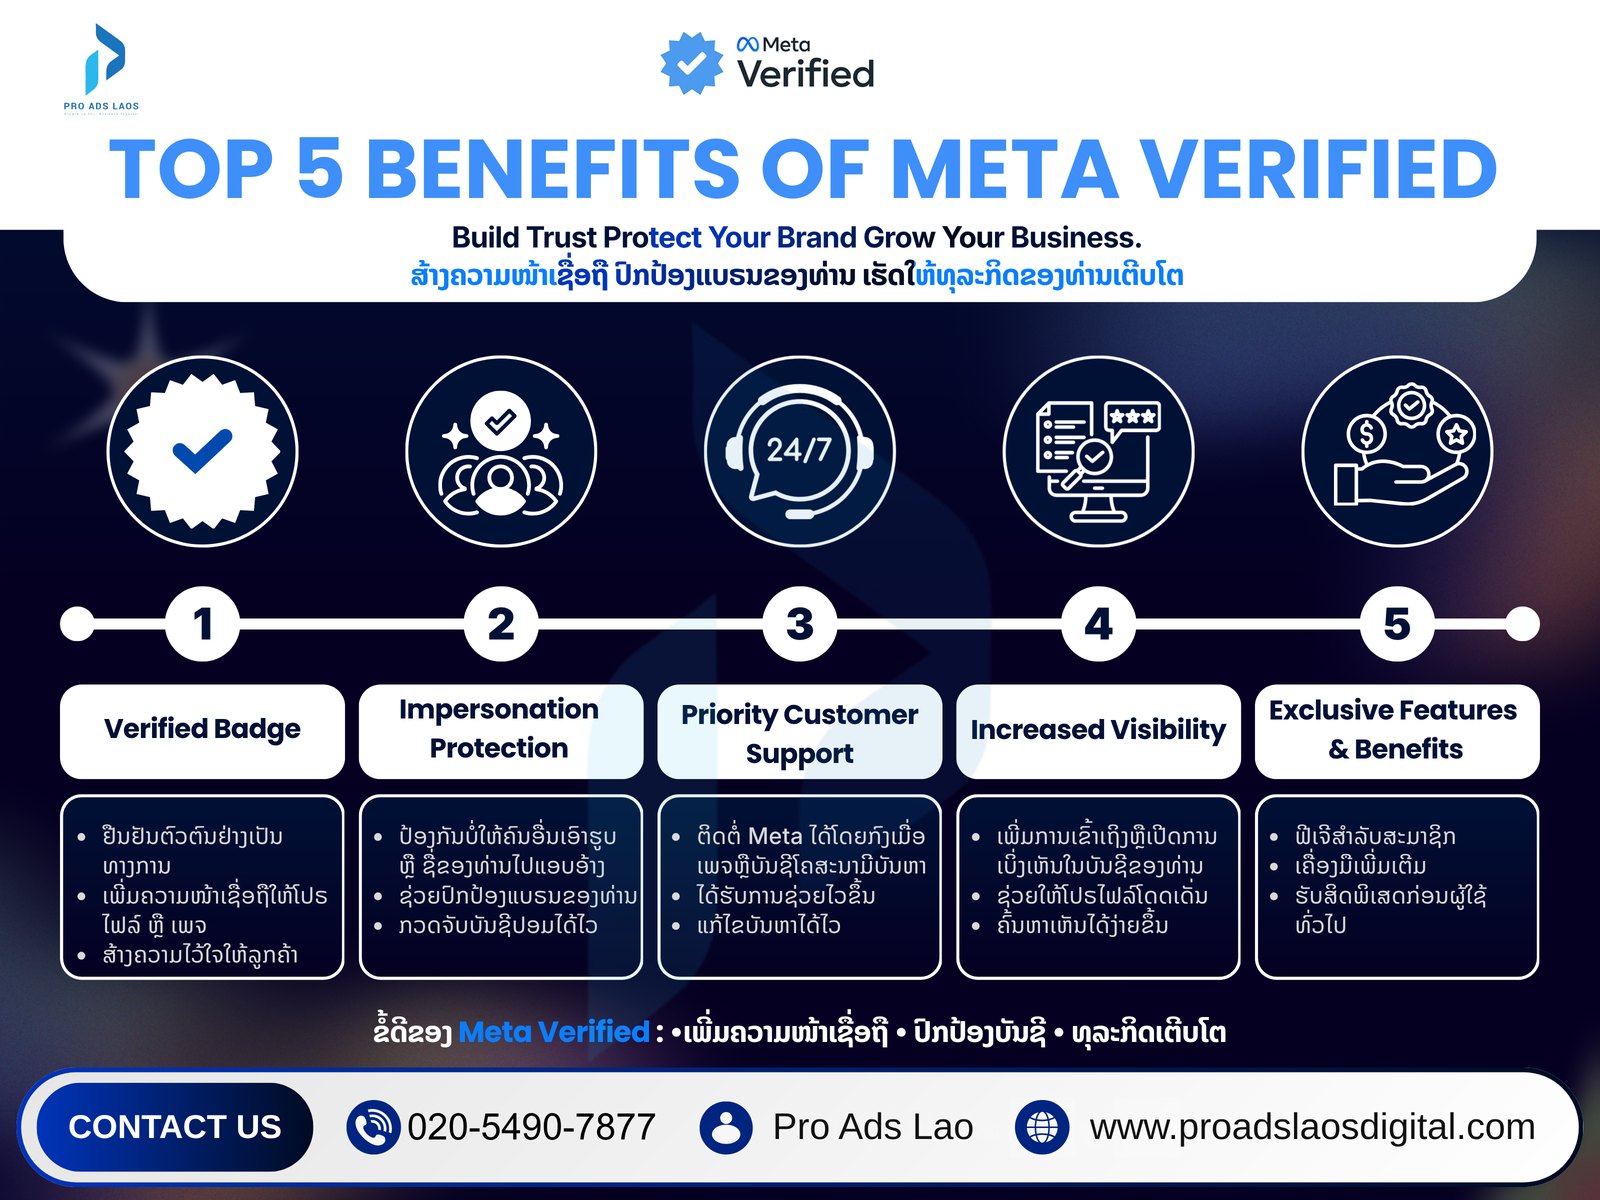 PRO ADS LAOS
Meta
Verified
TOP 5 BENEFITS OF META VERIFIED
Build Trust Protect Your Brand Grow Your Business.
ສ້າງຄວາມໜ້າເຊື່ອຖື ປົກປ້ອງແບຣນຂອງທ່ານ ເຮັດໃຫ້ທຸລະກິດຂອງທ່ານເຕີບໂຕ
24/7
1
2
3
4
5
Verified Badge
• ຢືນຢັນຕົວຕົນຢ່າງເປັນ
ທາງການ
• ເພີ່ມຄວາມໜ້າເຊື່ອຖືໃຫ້ໂປຣ
ໄຟລ໌ ຫຼື ເພຈ
• ສ້າງຄວາມໄວ້ໃຈໃຫ້ລູກຄ້າ
Impersonation
Protection
• ປ້ອງກັນບໍ່ໃຫ້ຄົນອື່ນເອົາຮູບ
ຫຼື ຊື່ຂອງທ່ານໄປແອບອ້າງ
• ຊ່ວຍປົກປ້ອງແບຣນຂອງທ່ານ
• ກວດຈັບບັນຊີປອມໄດ້ໄວ
Priority Customer
Support
• ຕິດຕໍ່ Meta ໄດ້ໂດຍກົງເມື່ອ
ເພຈຫຼືບັນຊີໂຄສະນາມີບັນຫາ
• ໄດ້ຮັບການຊ່ວຍໄວຂຶ້ນ
• ແກ້ໄຂບັນຫາໄດ້ໄວ
Increased Visibility
• ເພີ່ມການເຂົ້າເຖິງຫຼືເປີດການ
ເບິ່ງເຫັນໃນບັນຊີຂອງທ່ານ
• ຊ່ວຍໃຫ້ໂປຣໄຟລ໌ໂດດເດັ່ນ
• ຄົ້ນຫາເຫັນໄດ້ງ່າຍຂຶ້ນ
Exclusive Features
& Benefits
• ຟີເຈີສຳລັບສະມາຊິກ
• ເຄື່ອງມືເພີ່ມເຕີມ
• ຮັບສິດພິເສດກ່ອນຜູ້ໃຊ້
ທົ່ວໄປ
ຂໍ້ດີຂອງ Meta Verified : •ເພີ່ມຄວາມໜ້າເຊື່ອຖື • ປົກປ້ອງບັນຊີ • ທຸລະກິດເຕີບໂຕ
CONTACT US
020-5490-7877
Pro Ads Lao
www.proadslaosdigital.com